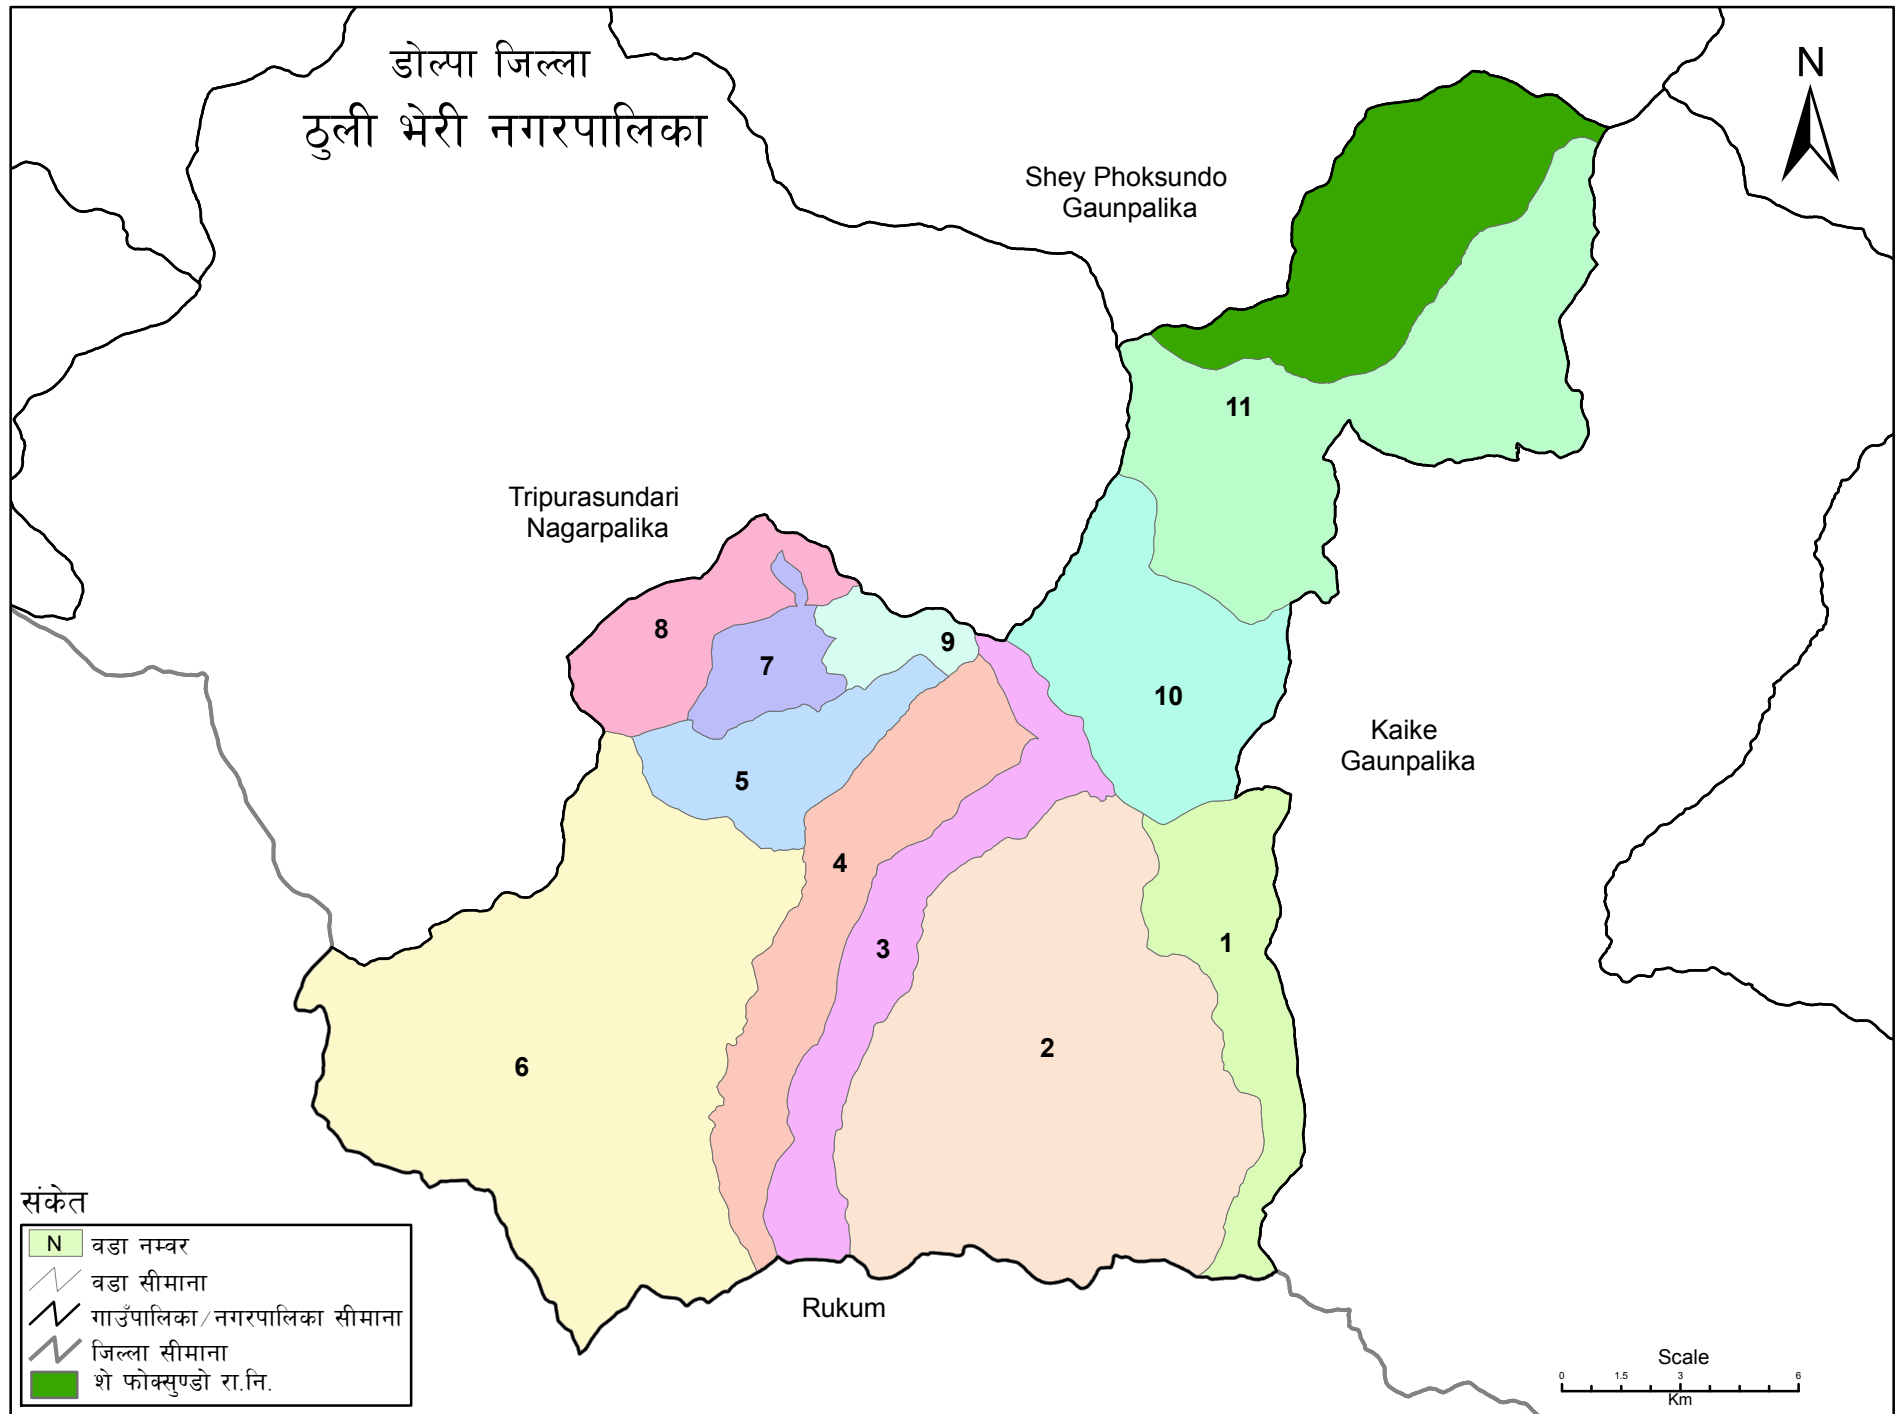 डोल्पा जिल्ला
ठुली भेरी नगरपालिका
N
Shey Phoksundo
Gaunpalika
11
Tripurasundari
Nagarpalika
8
9
7
10
Kaike
Gaunpalika
5
4
1
3
2
6
संकेत
N वडा नम्वर
वडा सीमाना
गाउँपालिका/नगरपालिका सीमाना
जिल्ला सीमाना
शे फोक्सुण्डो रा.नि.
Rukum
Scale
0 1.5 3 6
Km